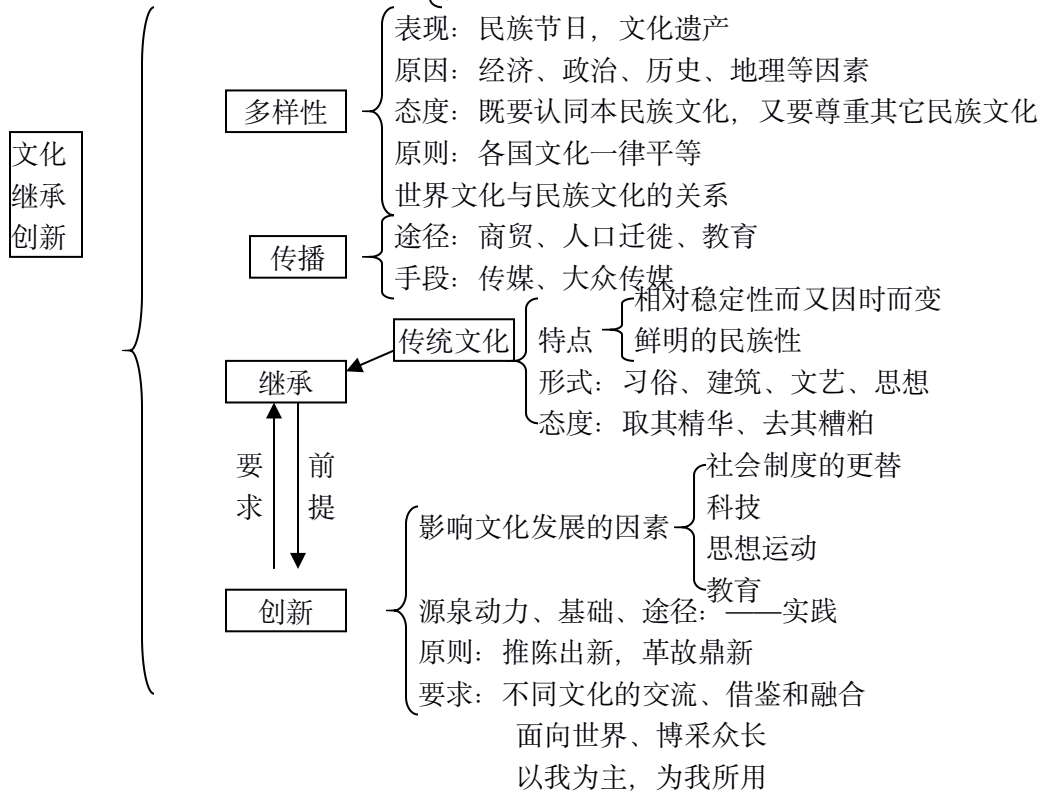 文化
继承
创新
多样性
表现：民族节日，文化遗产
原因：经济、政治、历史、地理等因素
态度：既要认同本民族文化，又要尊重其它民族文化
原则：各国文化一律平等
世界文化与民族文化的关系
传播
途径：商贸、人口迁徙、教育
手段：传媒、大众传媒
继承
传统文化
特点
相对稳定性而又因时而变
鲜明的民族性
形式：习俗、建筑、文艺、思想
态度：取其精华、去其糟粕
要求
前提
创新
影响文化发展的因素
社会制度的更替
科技
思想运动
教育
源泉动力、基础、途径：——实践
原则：推陈出新，革故鼎新
要求：不同文化的交流、借鉴和融合
面向世界、博采众长
以我为主，为我所用